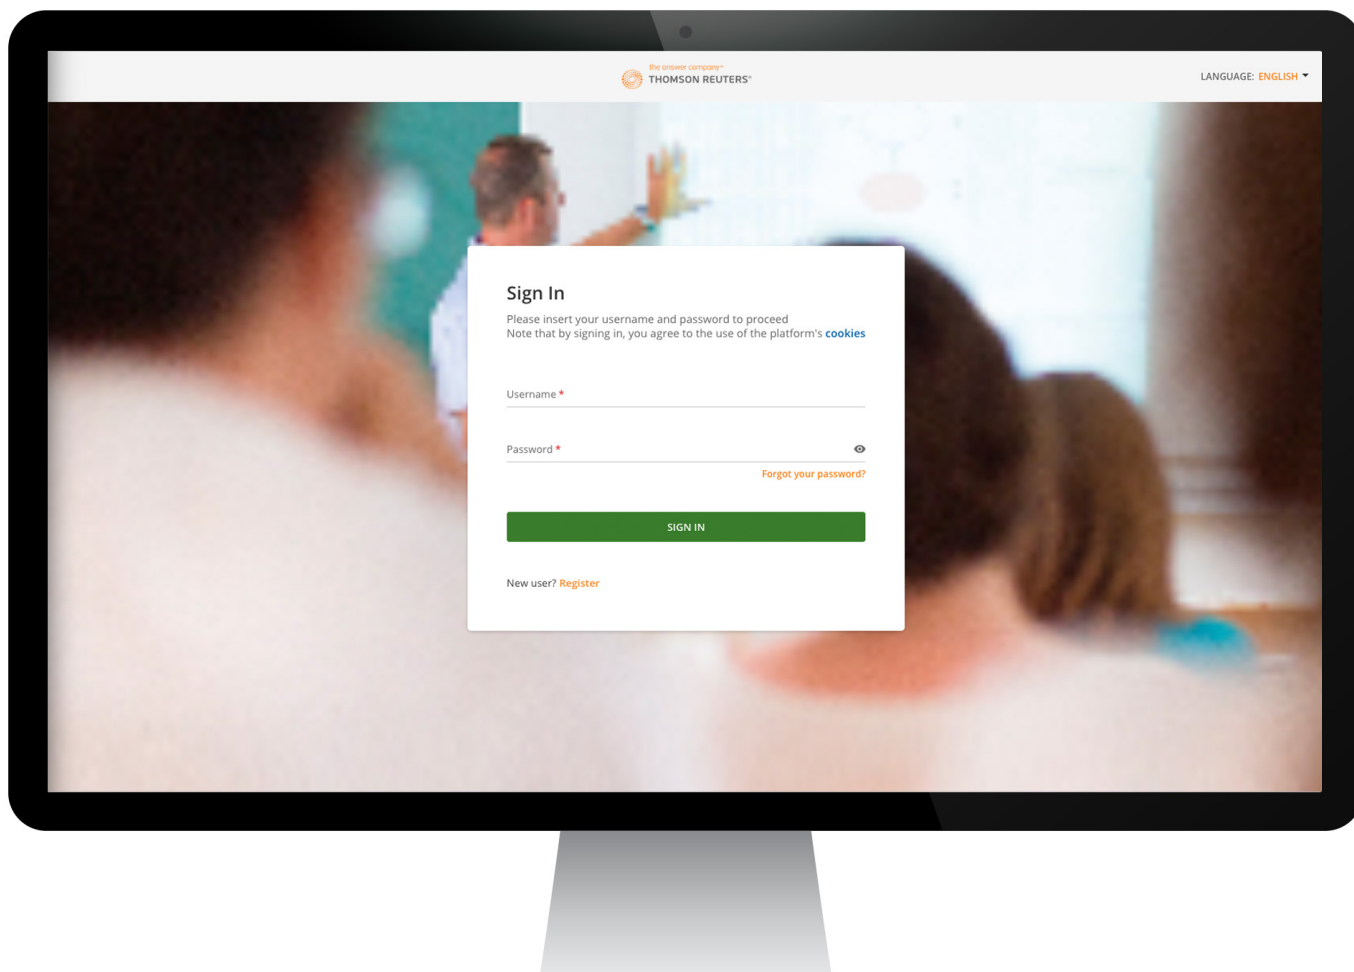 the answer company™
THOMSON REUTERS®
LANGUAGE: ENGLISH
Sign In
Please insert your username and password to proceed
Note that by signing in, you agree to the use of the platform's cookies
Username *
Password *
Forgot your password?
SIGN IN
New user? Register